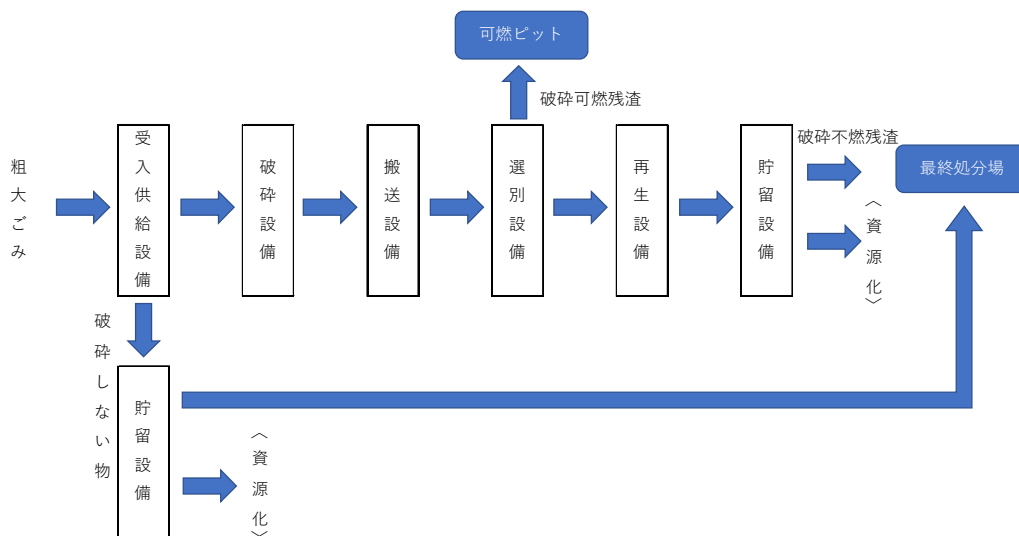 可燃ピット
破砕可燃残渣
破砕不燃残渣
最終処分場
粗大ごみ
受入供給設備
破砕設備
搬送設備
選別設備
再生設備
貯留設備
〈資源化〉
破砕しない物
貯留設備
〈資源化〉